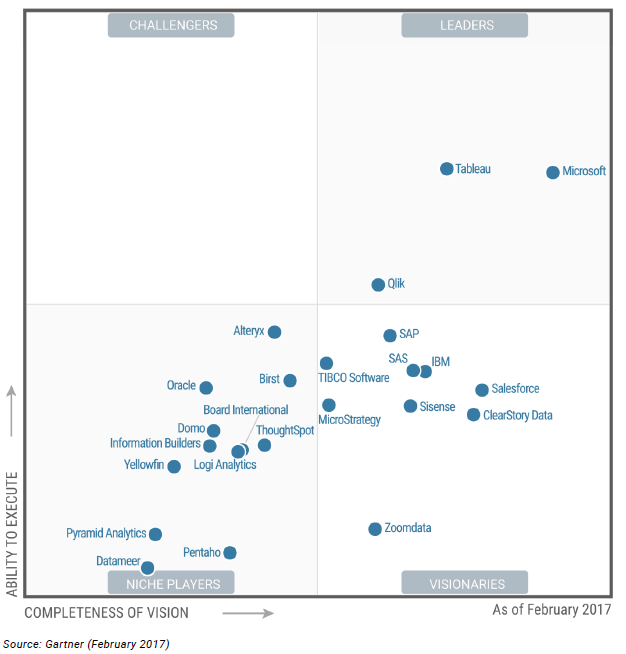 CHALLENGERS
LEADERS
Tableau
Microsoft
Qlik
Alteryx
SAP
SAS
IBM
TIBCO Software
Birst
Oracle
Salesforce
Board International
Sisense
ClearStory Data
MicroStrategy
Domo
ThoughtSpot
Information Builders
Yellowfin
Logi Analytics
Zoomdata
Pyramid Analytics
Pentaho
Datameer
NICHE PLAYERS
VISIONARIES
ABILITY TO EXECUTE
COMPLETENESS OF VISION
As of February 2017
Source: Gartner (February 2017)